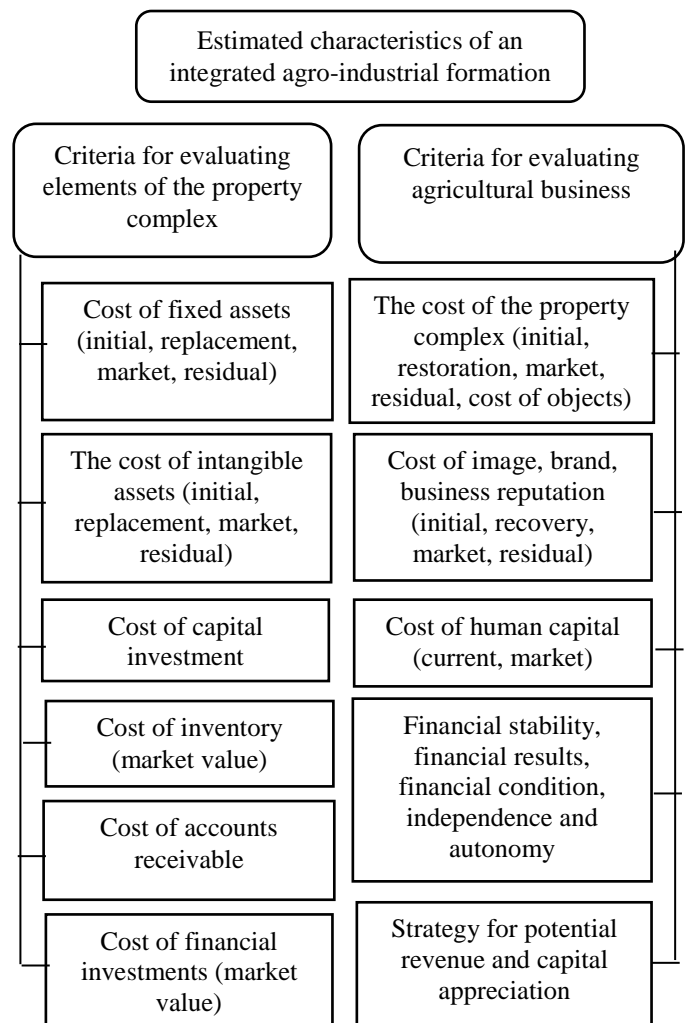 Estimated characteristics of an
integrated agro-industrial formation
Criteria for evaluating
elements of the property
complex
Cost of fixed assets
(initial, replacement,
market, residual)
The cost of intangible
assets (initial,
replacement, market,
residual)
Cost of capital
investment
Cost of inventory
(market value)
Cost of accounts
receivable
Cost of financial
investments (market
value)
Criteria for evaluating
agricultural business
The cost of the property
complex (initial,
restoration, market,
residual, cost of objects)
Cost of image, brand,
business reputation
(initial, recovery,
market, residual)
Cost of human capital
(current, market)
Financial stability,
financial results,
financial condition,
independence and
autonomy
Strategy for potential
revenue and capital
appreciation